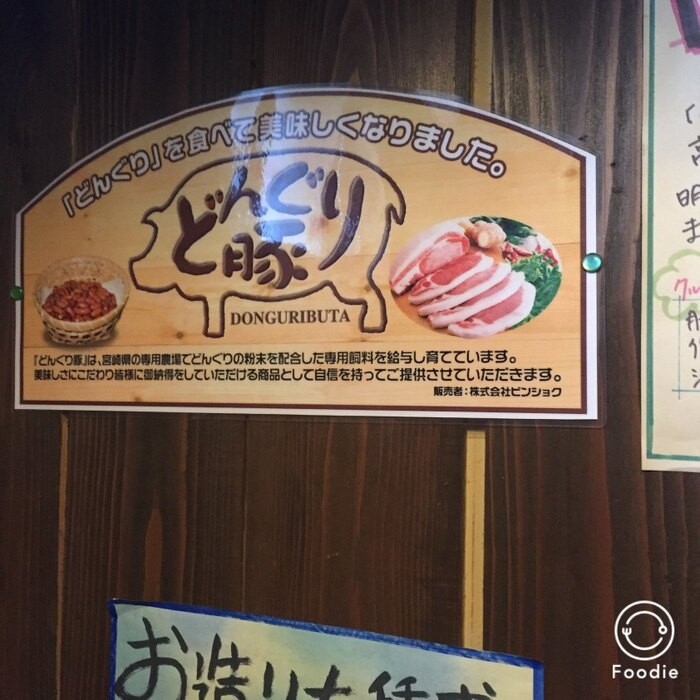 「どんぐり」を食べて美味しくなりました。
どんぐり
豚
DONGURIBUTA
「どんぐり豚」は、宮崎県の専用農場でどんぐりの粉末を配合した専用飼料を給与し育てています。
美味しさにこだわり皆様に御納得をしていただける商品として自信を持ってご提供させていただきます。
販売者：株式会社ピンショク
お造り
Foodie